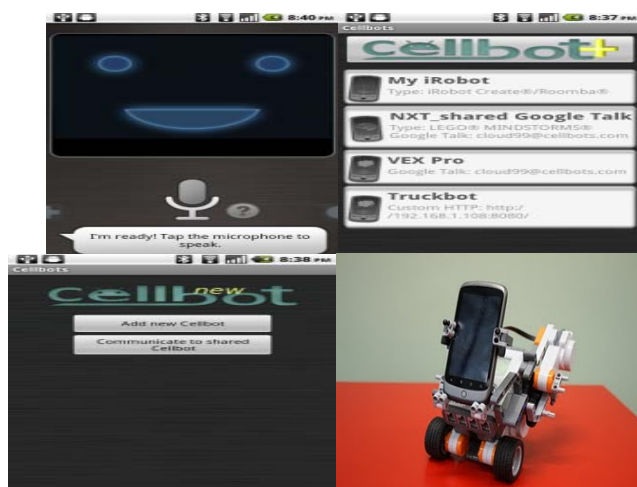 8:40 PM
I'm ready! Tap the microphone to
speak.
8:37 PM
Cellbots
Cellbot+
My iRobot
Type: iRobot Create®/Roomba®
NXT_shared Google Talk
Type: LEGO® MINDSTORMS®
Google Talk: cloud99@cellbots.com
VEX Pro
Google Talk: cloud99@cellbots.com
Truckbot
Custom HTTP: http:/
/192.168.1.108:8080/
8:38 PM
Cellbots
cellbot new
Add new Cellbot
Communicate to shared
Cellbot